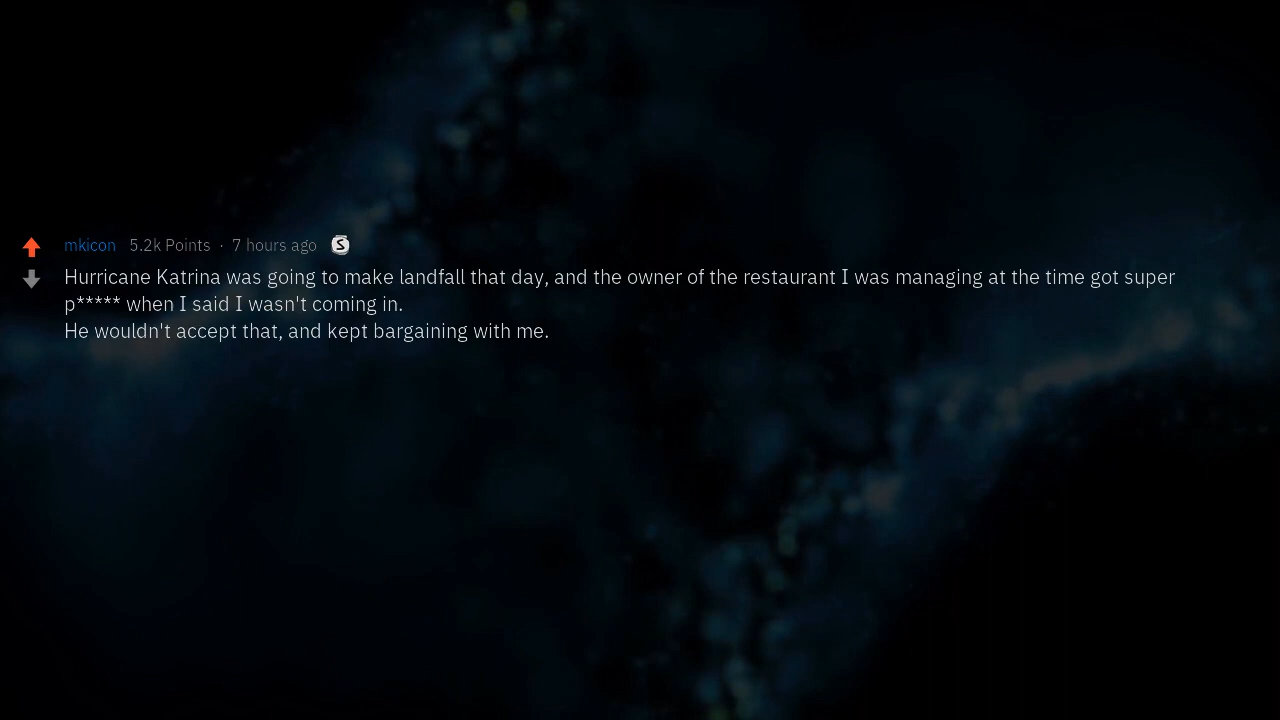 mkicon 5.2k Points · 7 hours ago S
Hurricane Katrina was going to make landfall that day, and the owner of the restaurant I was managing at the time got super
p***** when I said I wasn't coming in.
He wouldn't accept that, and kept bargaining with me.